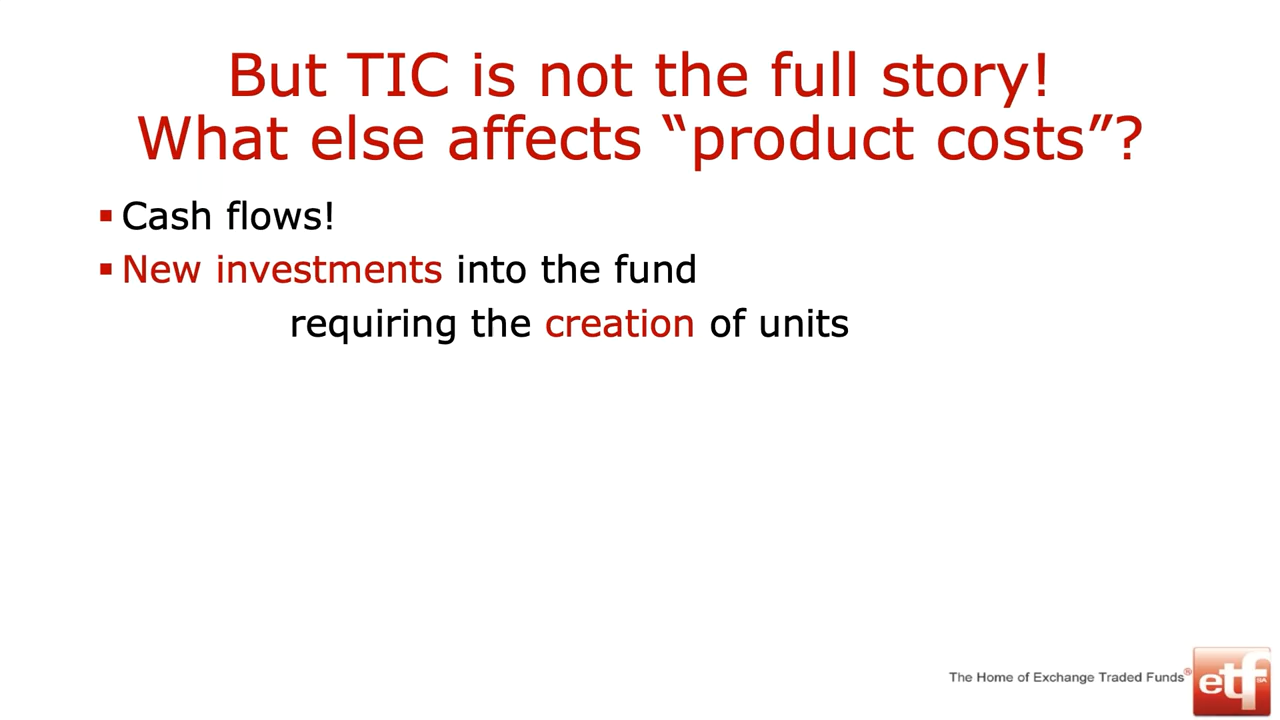 But TIC is not the full story!
What else affects “product costs”?
▪ Cash flows!
▪ New investments into the fund
requiring the creation of units
The Home of Exchange Traded Funds®
etf
SA